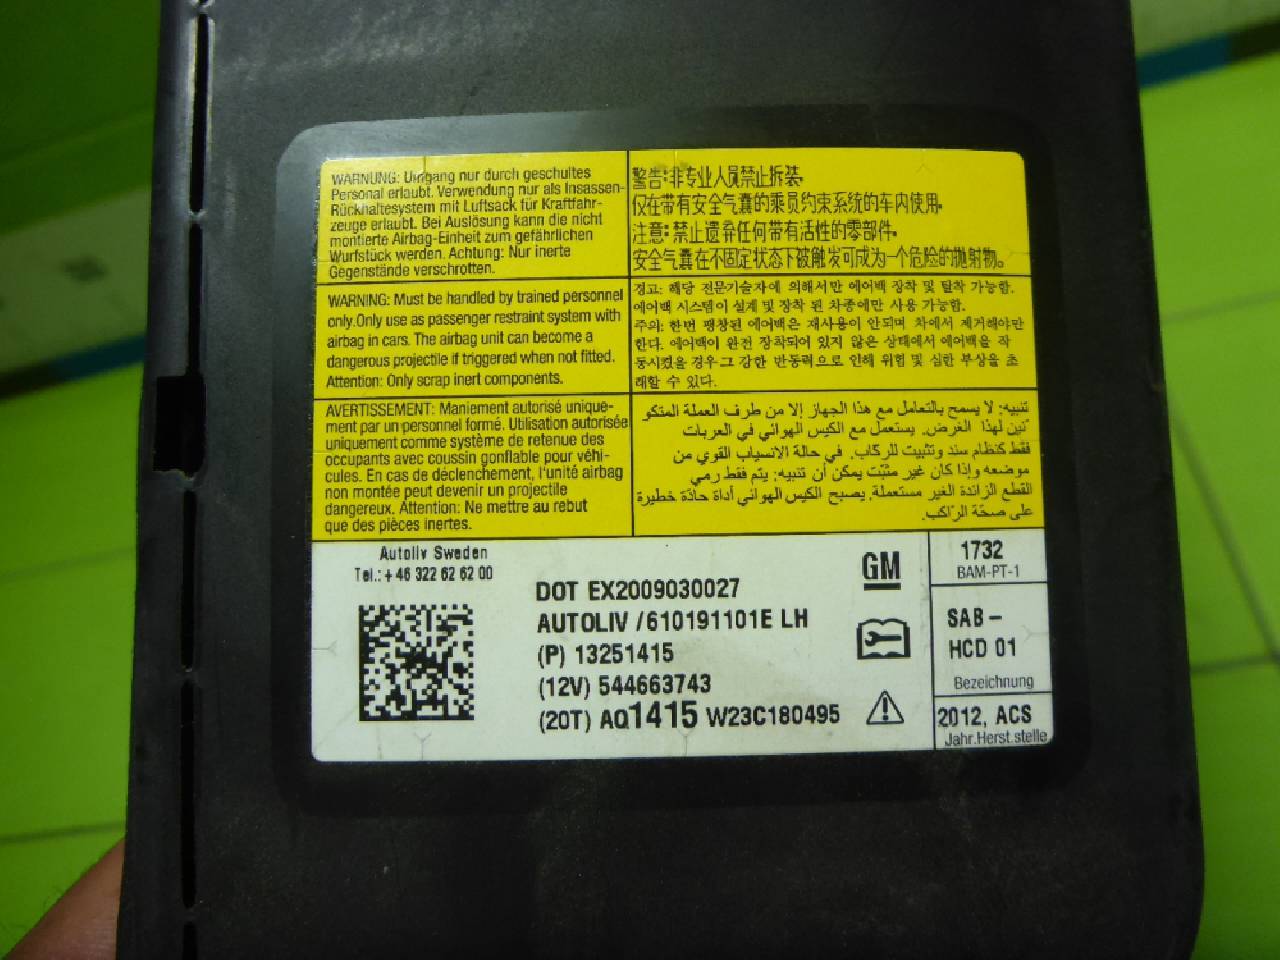 WARNUNG: Umgang nur durch geschultes
Personal erlaubt. Verwendung nur als Insassen-
Rückhaltesystem mit Luftsack für Kraftfahr-
zeuge erlaubt. Bei Auslösung kann die nicht
montierte Airbag-Einheit zum gefährlichen
Wurfstück werden. Achtung: Nur inerte
Gegenstände verschrotten.
警告:非专业人员禁止拆装.
仅在带有安全气囊的乘员约束系统的车内使用.
注意:禁止遗弃任何带有活性的零部件.
安全气囊在不固定状态下被触发可成为一个危险的抛射物。
WARNING: Must be handled by trained personnel
only.Only use as passenger restraint system with
airbag in cars. The airbag unit can become a
dangerous projectile if triggered when not fitted.
Attention: Only scrap inert components.
경고: 해당 전문기술자에 의해서만 에어백 장착 및 탈착 가능함.
에어백 시스템이 설계 및 장착 된 차종에만 사용 가능함.
주의: 한번 팽창된 에어백은 재사용이 안되며 차에서 제거해야만
한다. 에어백이 완전 장착되어 있지 않은 상태에서 에어백을 작
동시켰을 경우 그 강한 반동력으로 인해 위험 및 심한 부상을 초
래할 수 있다.
AVERTISSEMENT: Maniement autorisé unique-
ment par un personnel formé. Utilisation autorisée
uniquement comme système de retenue des
occupants avec coussin gonflable pour véhi-
cules. En cas de déclenchement, l'unité airbag
non montée peut devenir un projectile
dangereux. Attention: Ne mettre au rebut
que des pièces inertes.
تنبيه: لا يسمح بالتعامل مع هذا الجهاز إلا من طرف العملة المتكو
نين لهذا الغرض. يستعمل مع الكيس الهوائي في العربات
فقط كنظام سند وتثبيت للركاب. في حالة الانسياب القوي من
موضعه وإذا كان غير مثبّت يمكن أن تنبيه: يتم فقط رمي
القطع الزائدة الغير مستعملة. يصبح الكيس الهوائي أداة حادّة خطيرة
على صحّة الرّاكب.
Autoliv Sweden
Tel.: + 46 322 62 62 00
DOT EX2009030027
AUTOLIV /610191101E LH
(P) 13251415
(12V) 544663743
(20T) AQ1415 W23C180495
GM
1732
BAM-PT-1
SAB –
HCD 01
Bezeichnung
2012, ACS
Jahr.Herst.stelle